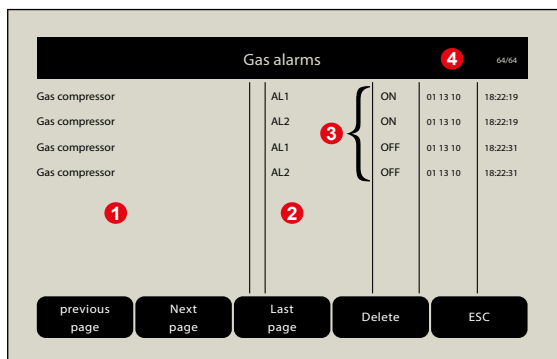 Gas alarms 4 64/64
Gas compressor AL1 ON 01 13 10 18:22:19
Gas compressor AL2 ON 01 13 10 18:22:19
3
Gas compressor AL1 OFF 01 13 10 18:22:31
Gas compressor AL2 OFF 01 13 10 18:22:31
1 2
previous Next Last Delete ESC
page page page